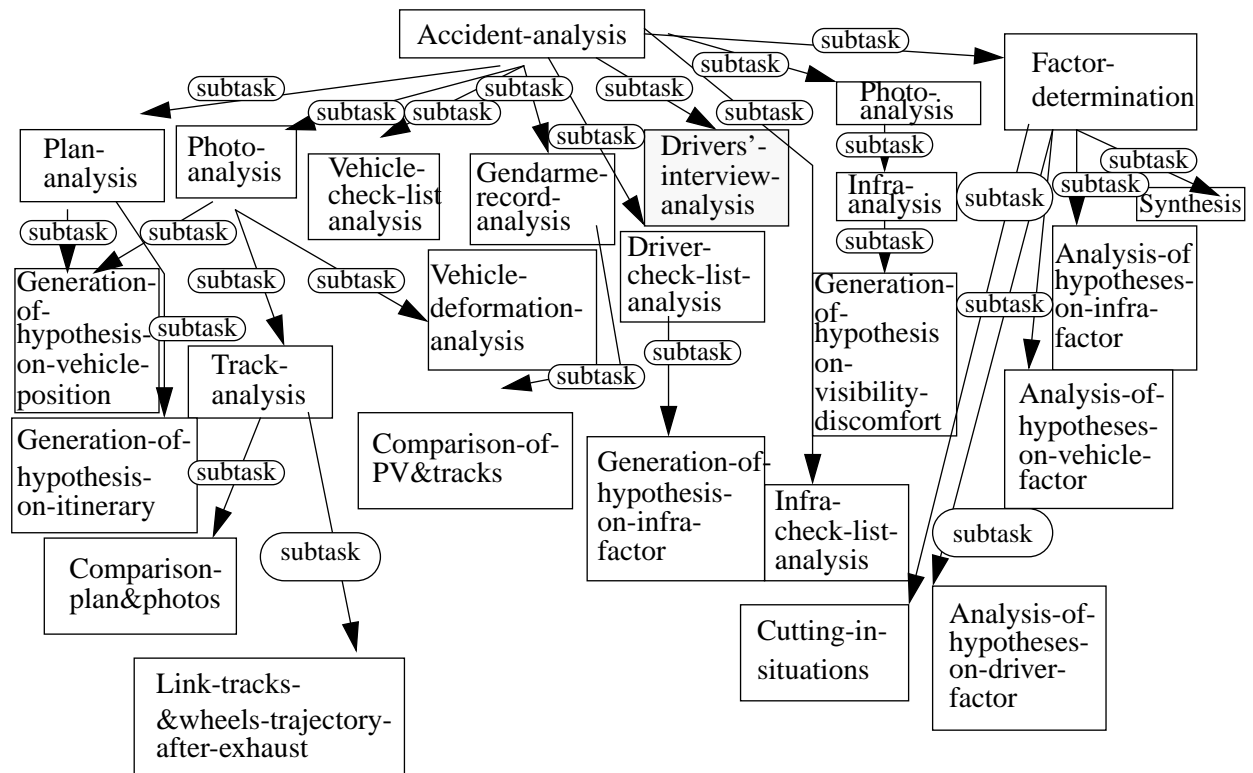 Accident-analysis
subtask
subtask
subtask
subtask
subtask
subtask
subtask
subtask
subtask
subtask
Factor-
determination
Photo-
analysis
Plan-
analysis
Photo-
analysis
Vehicle-
check-list
analysis
Gendarme-
record-
analysis
Drivers'-
interview-
analysis
subtask
Infra-
analysis
subtask
subtask
subtask
Synthesis
subtask
subtask
subtask
Generation-
of-
hypothesis-
on-vehicle-
position
subtask
subtask
Vehicle-
deformation-
analysis
Driver-
check-list-
analysis
Generation-
of-
hypothesis
on-
visibility-
discomfort
subtask
Analysis-of
hypotheses-
on-infra-
factor
subtask
Track-
analysis
subtask
subtask
Analysis-of-
hypotheses-
on-vehicle-
factor
Generation-of-
hypothesis-
on-itinerary
subtask
Comparison-of-
PV&tracks
Generation-of-
hypothesis-
on-infra-
factor
Infra-
check-list-
analysis
subtask
subtask
Comparison-
plan&photos
Cutting-in-
situations
Analysis-of-
hypotheses-
on-driver-
factor
Link-tracks-
&wheels-trajectory-
after-exhaust